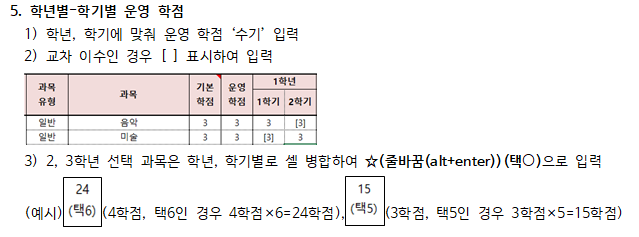 5. 학년별-학기별 운영 학점
1) 학년, 학기에 맞춰 운영 학점 ‘수기’ 입력
2) 교차 이수인 경우 [ ] 표시하여 입력
과목 유형 과목 기본 학점 운영 학점 1학년
1학기 2학기
일반 음악 3 3 3 [3]
일반 미술 3 3 [3] 3
3) 2, 3학년 선택 과목은 학년, 학기별로 셀 병합하여 ☆(줄바꿈(alt+enter))(택○)으로 입력
(예시) 24 (택6) (4학점, 택6인 경우 4학점×6=24학점), 15 (택5) (3학점, 택5인 경우 3학점×5=15학점)